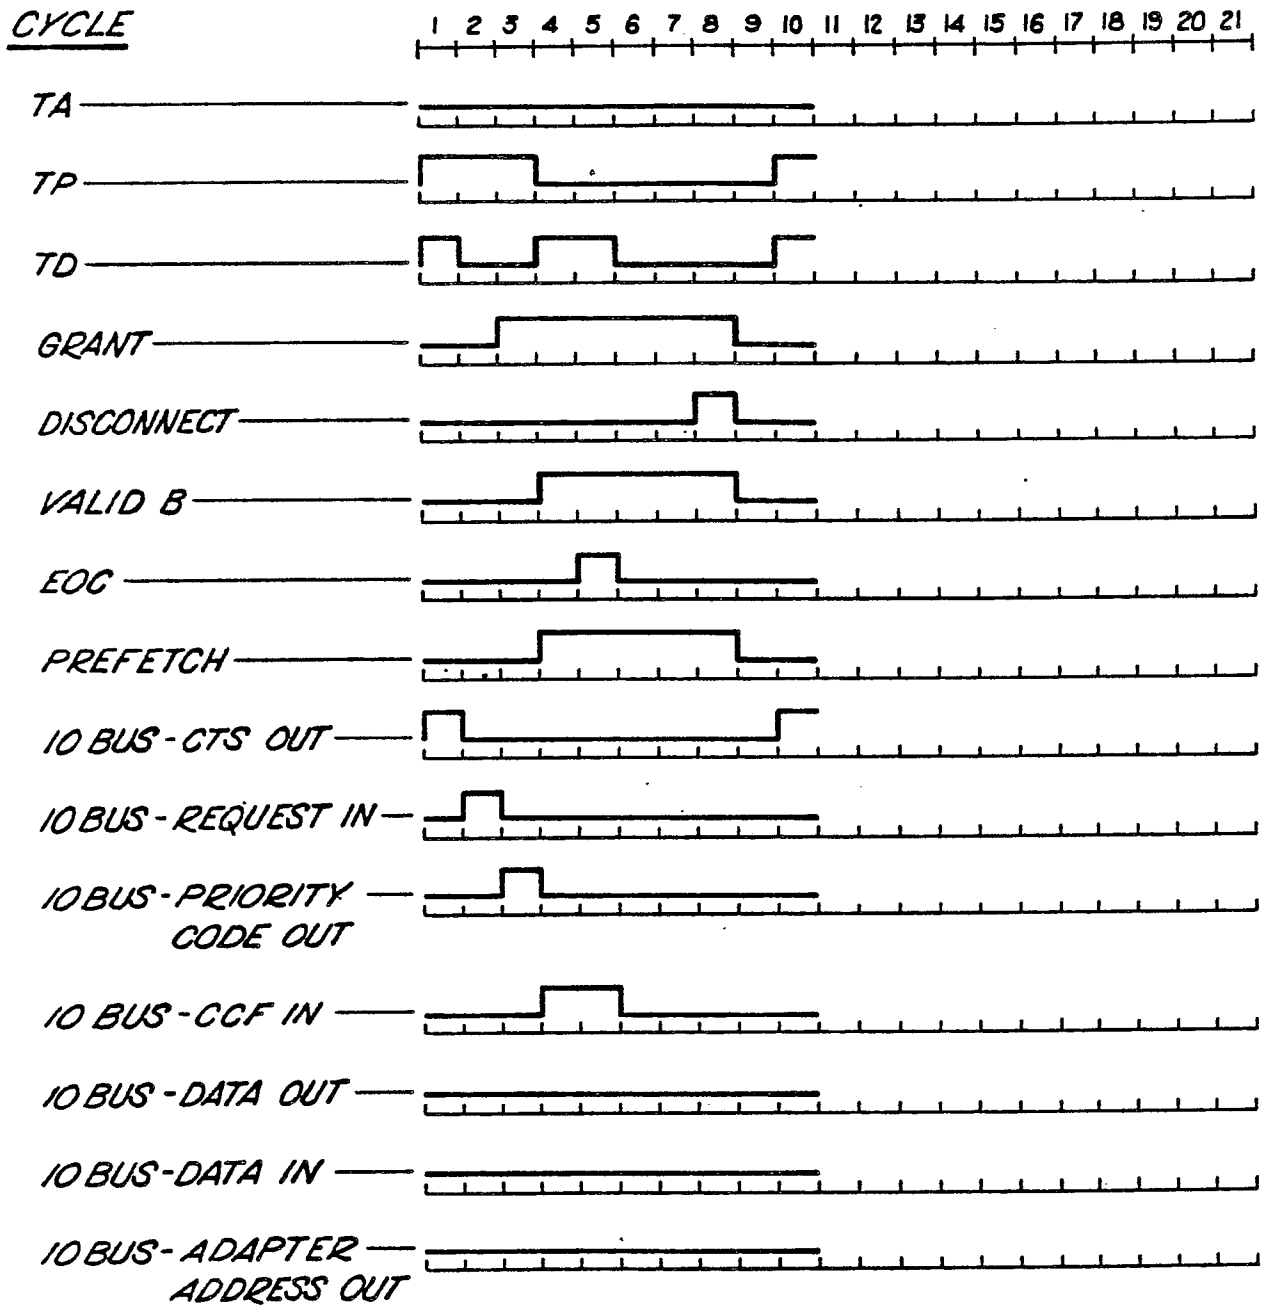 CYCLE 1 2 3 4 5 6 7 8 9 10 11 12 13 14 15 16 17 18 19 20 21
TA
TP
TD
GRANT
DISCONNECT
VALID B
EOC
PREFETCH
IO BUS-CTS OUT
IO BUS-REQUEST IN
IO BUS-PRIORITY
CODE OUT
IO BUS-CCF IN
IO BUS-DATA OUT
IO BUS-DATA IN
IO BUS-ADAPTER
ADDRESS OUT